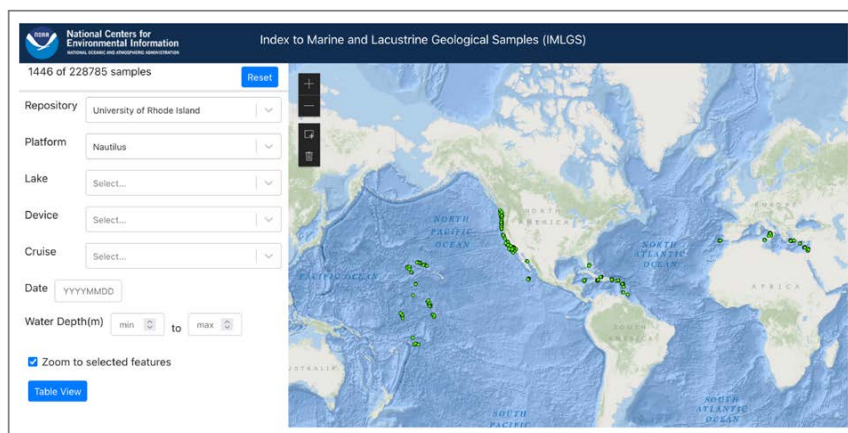 NOAA
National Centers for
Environmental Information
NATIONAL OCEANIC AND ATMOSPHERIC ADMINISTRATION
Index to Marine and Lacustrine Geological Samples (IMLGS)
1446 of 228785 samples
Reset
Repository
University of Rhode Island
Platform
Nautilus
Lake
Select...
Device
Select...
Cruise
Select...
Date
YYYYMMDD
Water Depth(m)
min
to
max
Zoom to selected features
Table View
NORTH
PACIFIC
OCEAN
PACIFIC OCEAN
NORTH
AMERICA
NORTH
ATLANTIC
OCEAN
EUROPE
AFRICA
SOUTH
AMERICA
STRALIA
SOUTH
PACIFIC
SOUTH
ATLANTIC
OCEAN